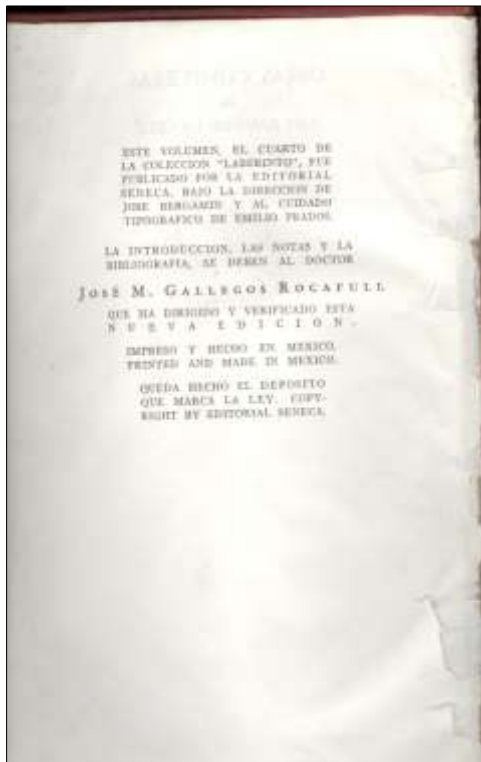 ESTE VOLUMEN, EL CUARTO DE
LA COLECCION "LABERINTO", FUE
PUBLICADO POR LA EDITORIAL
SENECA, BAJO LA DIRECCION DE
JOSE BERGAMIN Y AL CUIDADO
TIPOGRAFICO DE EMILIO PRADOS.
LA INTRODUCCION, LAS NOTAS Y LA
BIBLIOGRAFIA, SE DEBEN AL DOCTOR
JOSÉ M. GALLEGOS ROCAFULL
QUE HA DIRIGIDO Y VERIFICADO ESTA
NUEVA EDICION.
IMPRESO Y HECHO EN MEXICO.
PRINTED AND MADE IN MEXICO.
QUEDA HECHO EL DEPOSITO
QUE MARCA LA LEY. COPY-
RIGHT BY EDITORIAL SENECA.